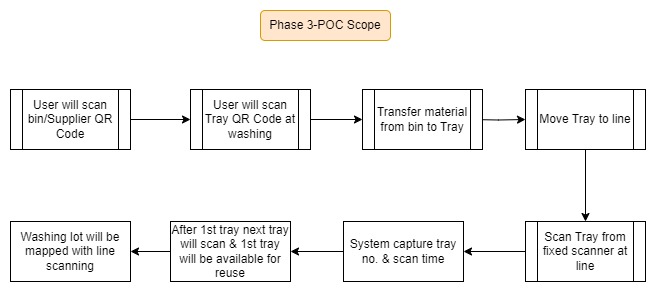 Phase 3-POC Scope
User will scan
bin/Supplier QR
Code
User will Scan
Tray QR Code at
washing
Transfer material
from bin to Tray
Move Tray to line
Scan Tray from
fixed scanner at
line
System capture tray
no. & scan time
After 1st tray next tray
will scan & 1st tray
will be available for
reuse
Washing lot will be
mapped with line
scanning